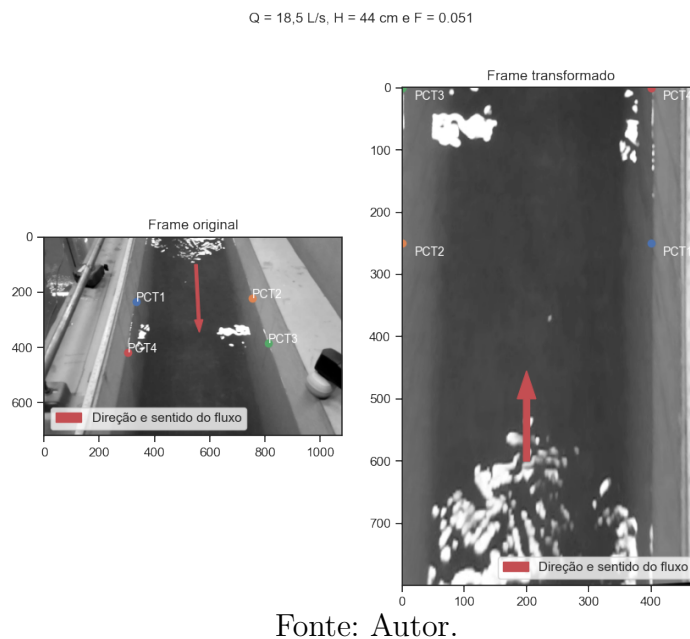 Q = 18,5 L/s, H = 44 cm e F = 0.051
Frame original
0
200
400
600
PCT1
PCT2
PCT3
PCT4
Direção e sentido do fluxo
0 200 400 600 800 1000
Frame transformado
0
100
200
300
400
500
600
700
PCT3
PCT4
PCT2
PCT1
Direção e sentido do fluxo
0 100 200 300 400
Fonte: Autor.